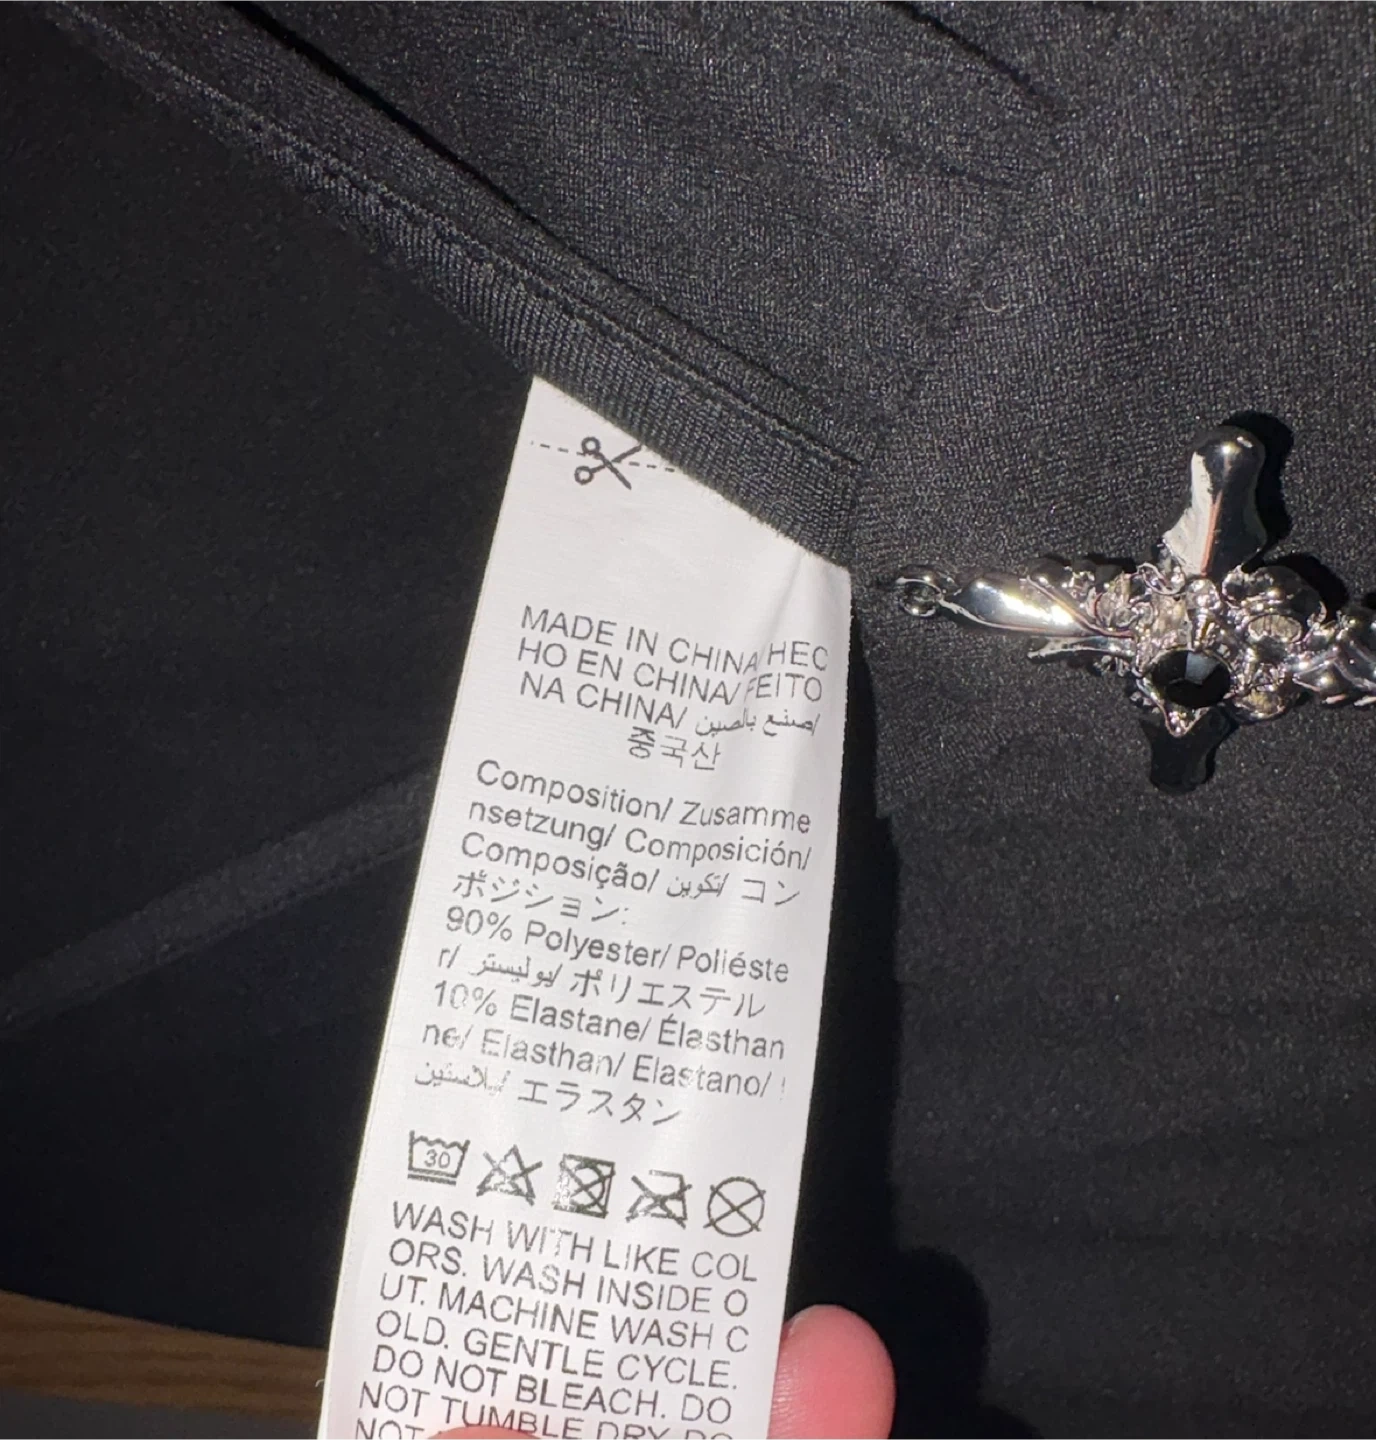 MADE IN CHINA/HEC
HO EN CHINA/ FEITO
NA CHINA/ صنع بالصين/
중국산
Composition/ Zusamme
nsetzung/ Composición/
Composição/ تكوين/ コン
ポジション:
90% Polyester/ Poliéste
r/ بوليستر/ ポリエステル
10% Elastane/ Élasthan
ne/ Elasthan/ Elastano/
إيلاستين/ エラスタン
30
WASH WITH LIKE COL
ORS. WASH INSIDE O
UT. MACHINE WASH C
OLD. GENTLE CYCLE.
DO NOT BLEACH. DO
NOT TUMBLE DRY. DO
NOT